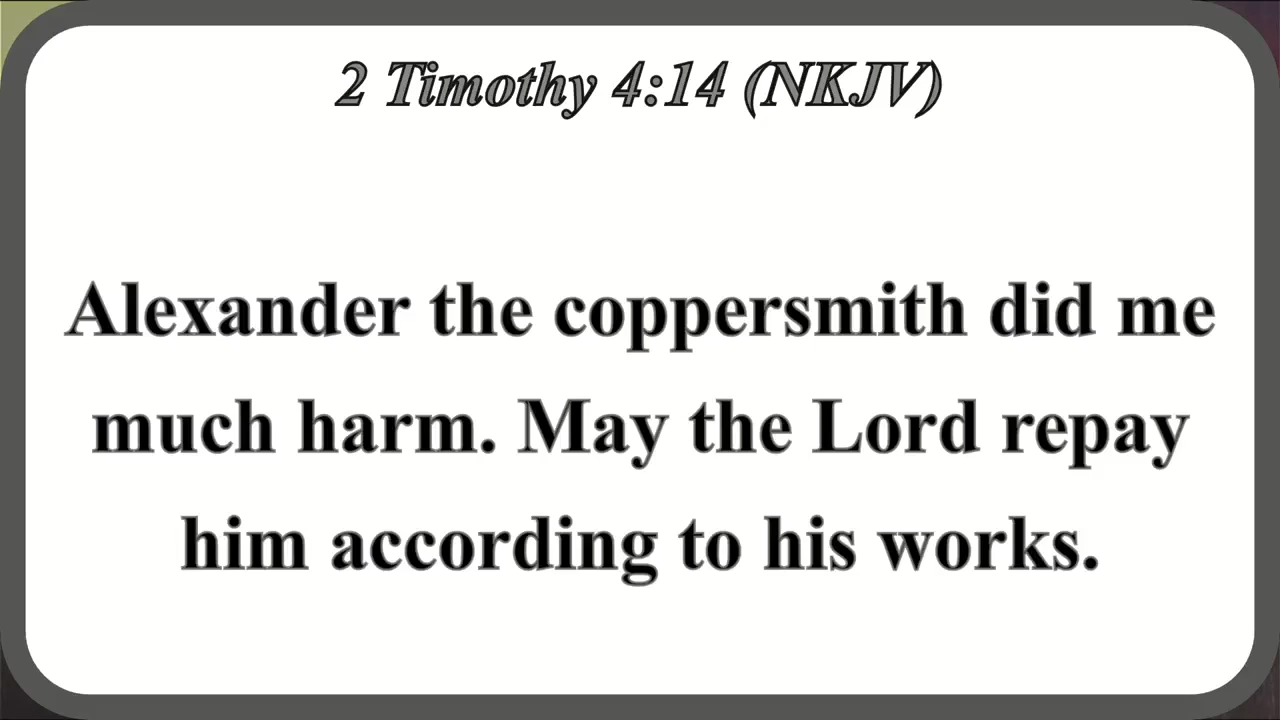 2 Timothy 4:14 (NKJV)
Alexander the coppersmith did me
much harm. May the Lord repay
him according to his works.